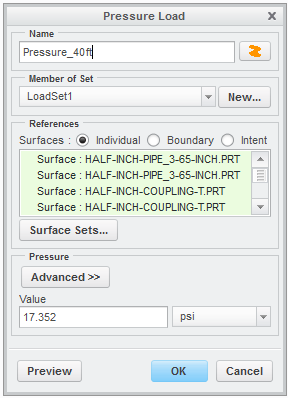 Pressure Load
Name
Pressure_40ft
Member of Set
LoadSet1
New...
References
Surfaces : Individual Boundary Intent
Surface : HALF-INCH-PIPE_3-65-INCH.PRT
Surface : HALF-INCH-PIPE_3-65-INCH.PRT
Surface : HALF-INCH-COUPLING-T.PRT
Surface : HALF-INCH-COUPLING-T.PRT
Surface Sets...
Pressure
Advanced >>
Value
17.352 psi
Preview OK Cancel